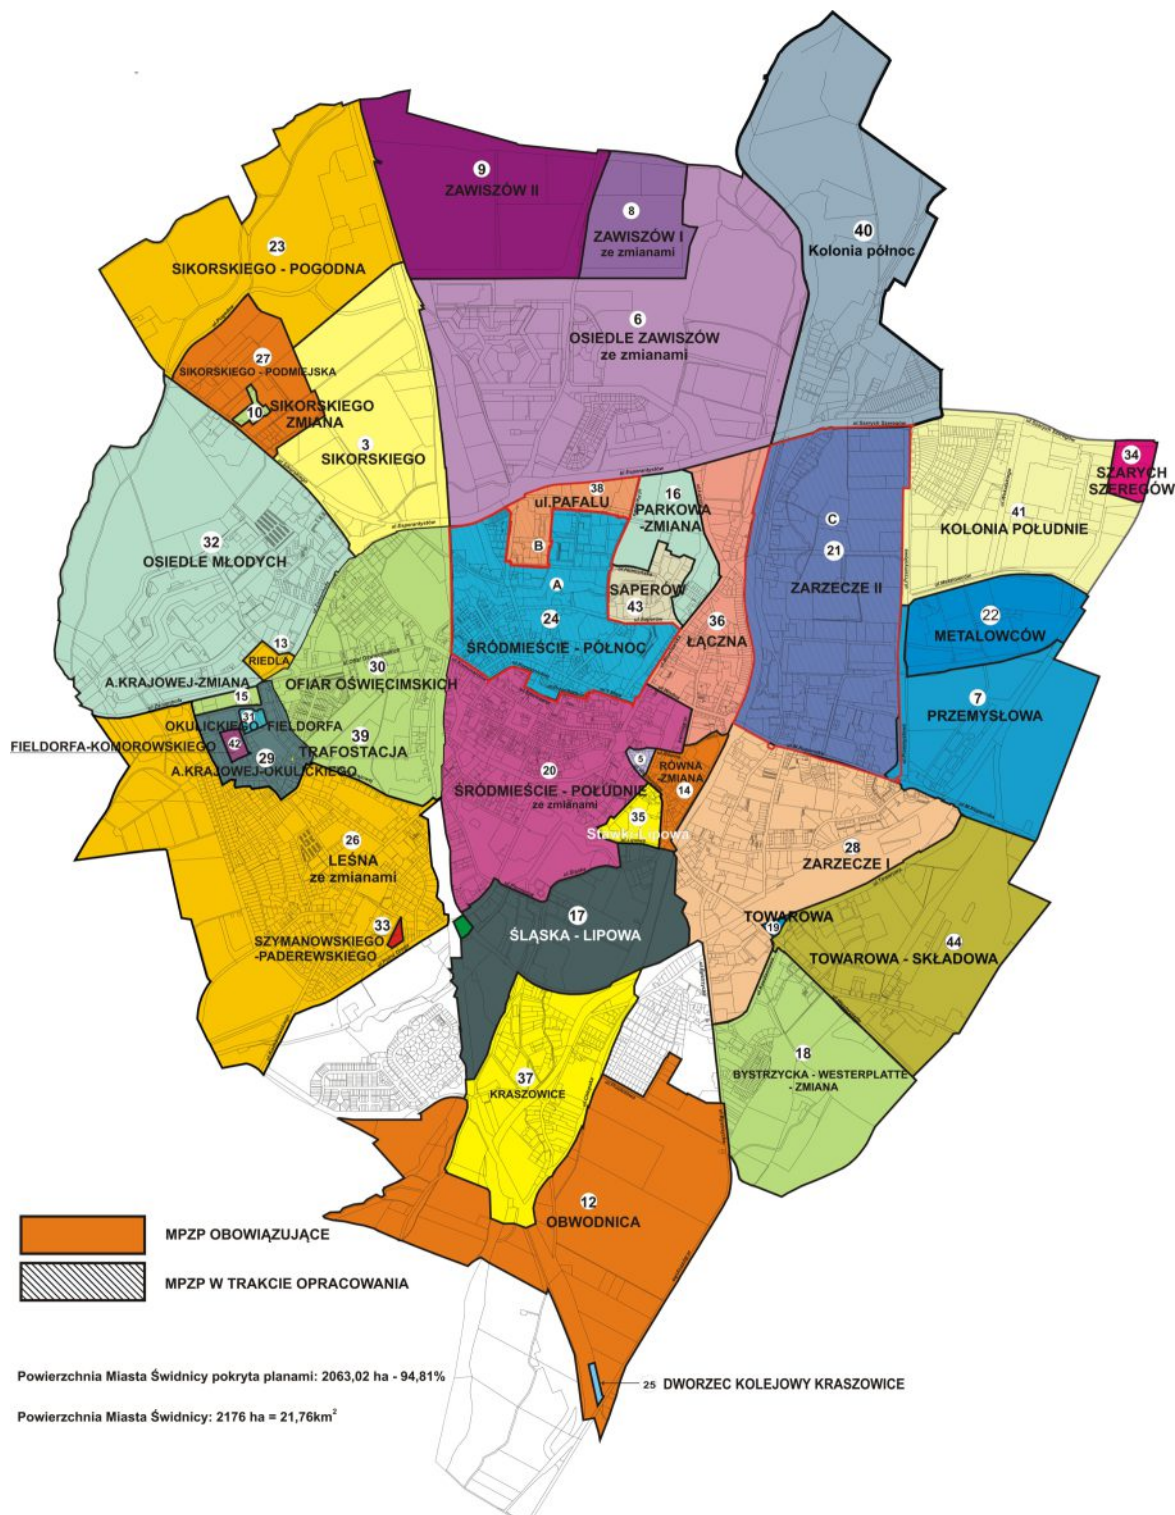 9
ZAWISZÓW II
8
ZAWISZÓW I
ze zmianami
40
Kolonia północ
23
SIKORSKIEGO - POGODNA
6
OSIEDLE ZAWISZÓW
ze zmianami
27
SIKORSKIEGO - PODMIEJSKA
10
SIKORSKIEGO
ZMIANA
3
SIKORSKIEGO
34
SZARYCH
SZEREGÓW
41
KOLONIA POŁUDNIE
38
ul.PAFALU
B
16
PARKOWA
-ZMIANA
C
21
ZARZECZE II
32
OSIEDLE MŁODYCH
A
24
ŚRÓDMIEŚCIE - PÓŁNOC
SAPERÓW
43
36
ŁĄCZNA
22
METALOWCÓW
13
RIEDLA
30
OFIAR OŚWIĘCIMSKICH
A.KRAJOWEJ-ZMIANA
15
31
OKULICKIEGO-FIELDORFA
7
PRZEMYSŁOWA
FIELDORFA-KOMOROWSKIEGO
42
29
A.KRAJOWEJ-OKULICKIEGO
39
TRAFOSTACJA
20
ŚRÓDMIEŚCIE - POŁUDNIE
ze zmianami
5
RÓWNA
-ZMIANA
14
35
Stawki-Lipowa
26
LEŚNA
ze zmianami
28
ZARZECZE I
33
SZYMANOWSKIEGO
-PADEREWSKIEGO
17
ŚLĄSKA - LIPOWA
TOWAROWA
19
44
TOWAROWA - SKŁADOWA
18
BYSTRZYCKA - WESTERPLATTE
- ZMIANA
37
KRASZOWICE
12
OBWODNICA
MPZP OBOWIĄZUJĄCE
MPZP W TRAKCIE OPRACOWANIA
Powierzchnia Miasta Świdnicy pokryta planami: 2063,02 ha - 94,81%
25 DWORZEC KOLEJOWY KRASZOWICE
Powierzchnia Miasta Świdnicy: 2176 ha = 21,76km²